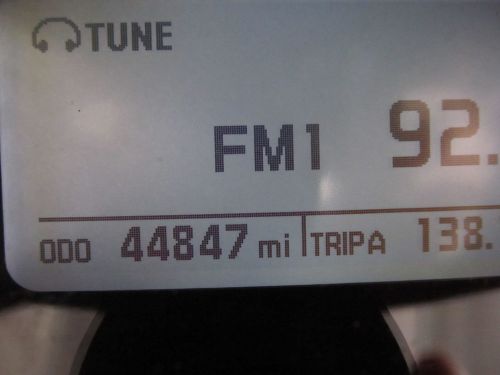 TUNE
FM1 92.
ODO 44847 mi TRIPA 138.